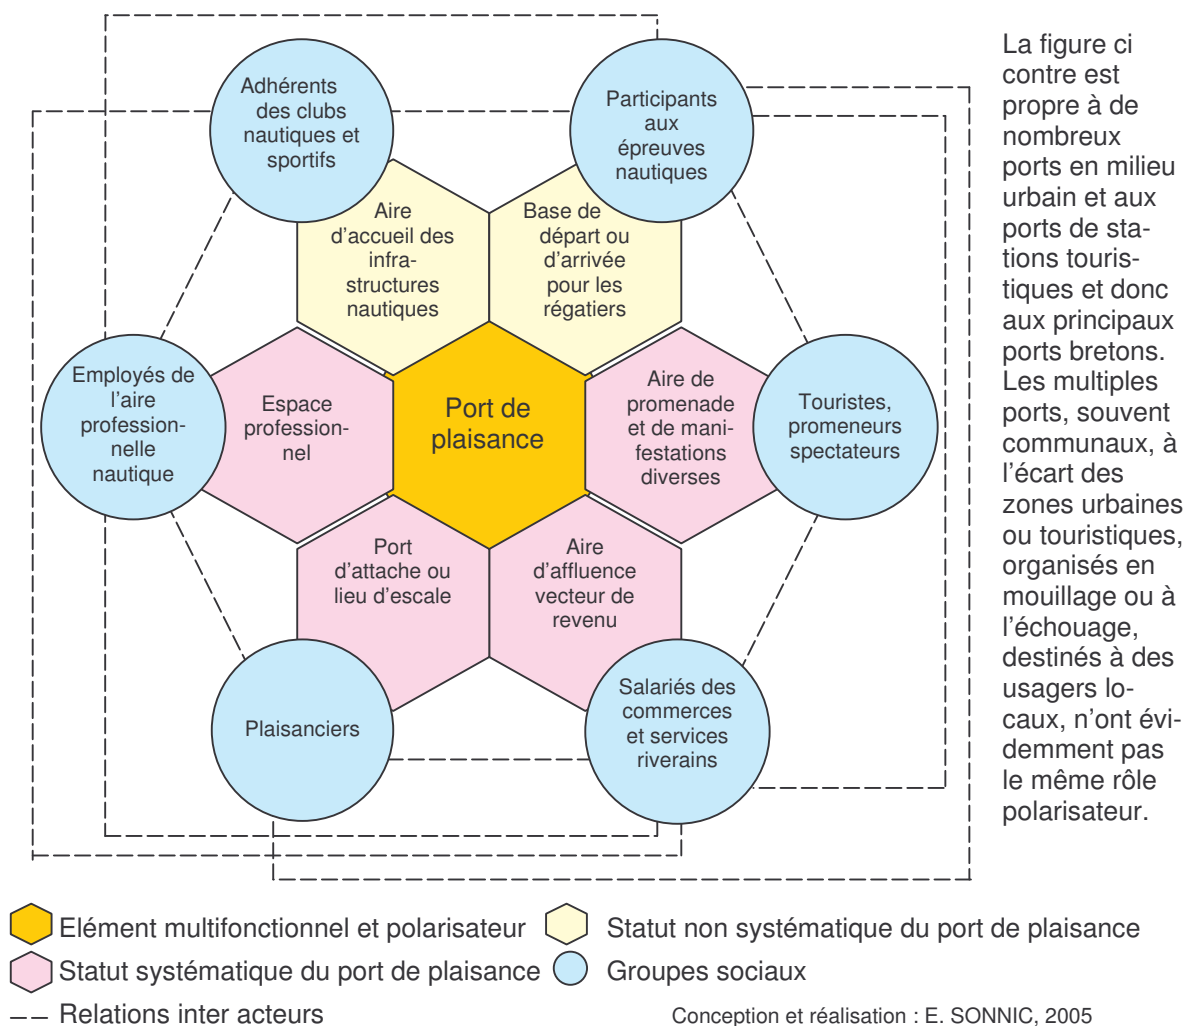 Adhérents
des clubs
nautiques et
sportifs
Participants
aux
épreuves
nautiques
Aire
d'accueil des
infra-
structures
nautiques
Base de
départ ou
d'arrivée
pour les
régatiers
Employés de
l'aire
profession-
nelle
nautique
Espace
profession-
nel
Port de
plaisance
Aire de
promenade
et de mani-
festations
diverses
Touristes,
promeneurs
spectateurs
Port
d'attache ou
lieu d'escale
Aire
d'affluence
vecteur de
revenu
Plaisanciers
Salariés des
commerces
et services
riverains
La figure ci
contre est
propre à de
nombreux
ports en milieu
urbain et aux
ports de sta-
tions touris-
tiques et donc
aux principaux
ports bretons.
Les multiples
ports, souvent
communaux, à
l'écart des
zones urbaines
ou touristiques,
organisés en
mouillage ou à
l'échouage,
destinés à des
usagers lo-
caux, n'ont évi-
demment pas
le même rôle
polarisateur.
Elément multifonctionnel et polarisateur
Statut non systématique du port de plaisance
Statut systématique du port de plaisance
Groupes sociaux
Relations inter acteurs
Conception et réalisation : E. SONNIC, 2005